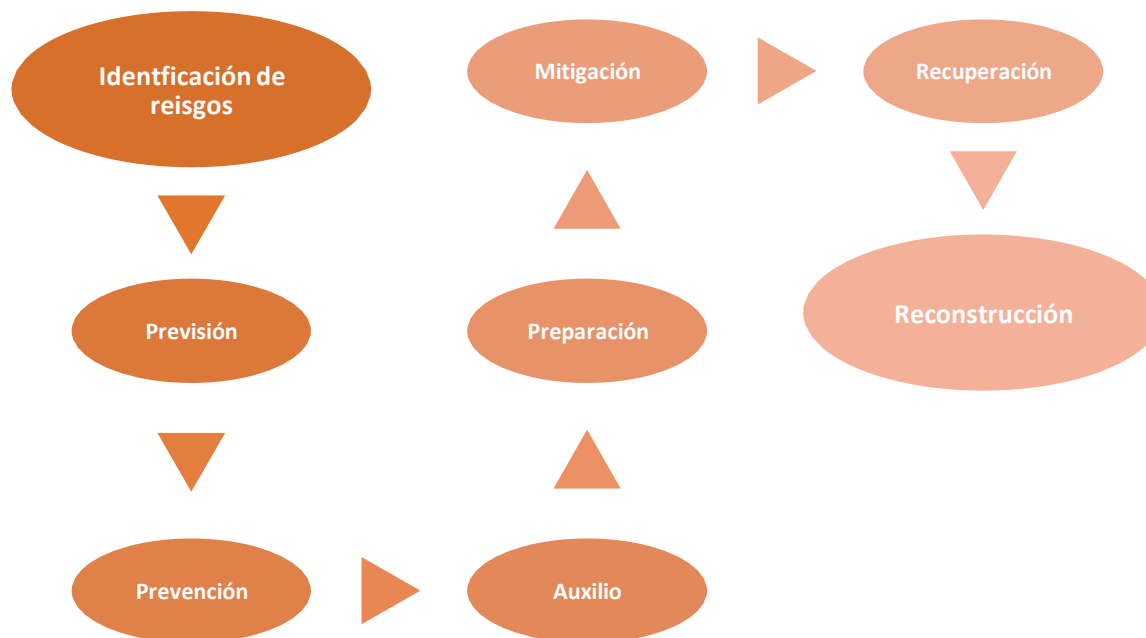 Identficación de
reisgos
Previsión
Prevención
Auxilio
Preparación
Mitigación
Recuperación
Reconstrucción